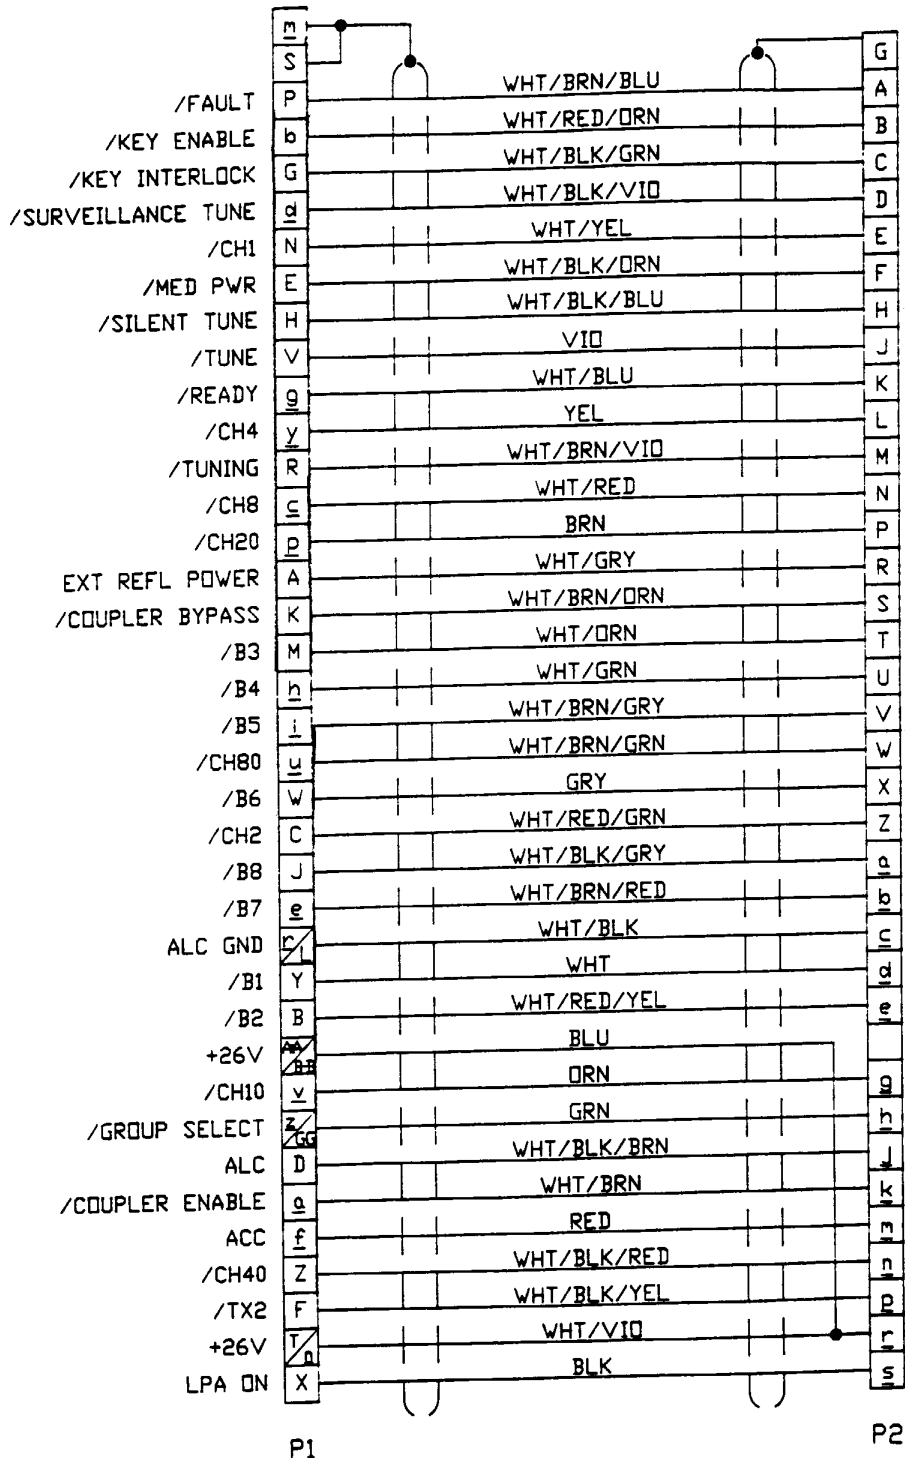 m
S G
/FAULT P WHT/BRN/BLU A
/KEY ENABLE b WHT/RED/ORN B
/KEY INTERLOCK G WHT/BLK/GRN C
/SURVEILLANCE TUNE d WHT/BLK/VIO D
/CH1 N WHT/YEL E
/MED PWR E WHT/BLK/ORN F
/SILENT TUNE H WHT/BLK/BLU H
/TUNE V VIO J
/READY g WHT/BLU K
/CH4 y YEL L
/TUNING R WHT/BRN/VIO M
/CH8 c WHT/RED N
/CH20 p BRN P
EXT REFL POWER A WHT/GRY R
/COUPLER BYPASS K WHT/BRN/ORN S
/B3 M WHT/ORN T
/B4 h WHT/GRN U
/B5 i WHT/BRN/GRY V
/CH80 u WHT/BRN/GRN W
/B6 W GRY X
/CH2 C WHT/RED/GRN Z
/B8 J WHT/BLK/GRY a
/B7 e WHT/BRN/RED b
ALC GND r/L WHT/BLK c
/B1 Y WHT d
/B2 B WHT/RED/YEL e
+26V AA/BB BLU
/CH10 v ORN g
/GROUP SELECT z/GG GRN h
ALC D WHT/BLK/BRN j
/COUPLER ENABLE a WHT/BRN k
ACC f RED m
/CH40 Z WHT/BLK/RED n
/TX2 F WHT/BLK/YEL p
+26V T/n WHT/VIO r
LPA ON X BLK s
P1 P2